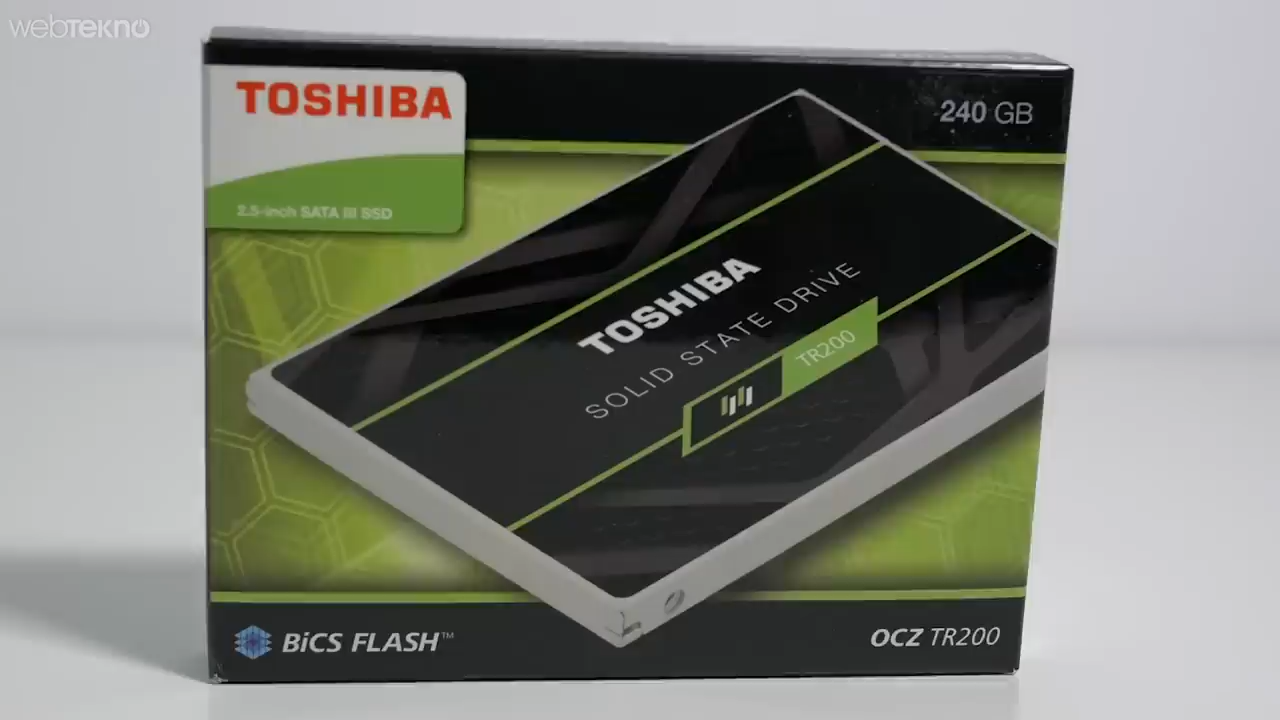 webtekno
TOSHIBA
240 GB
2.5-inch SATA III SSD
TOSHIBA
SOLID STATE DRIVE
TR200
BiCS FLASH™
OCZ TR200